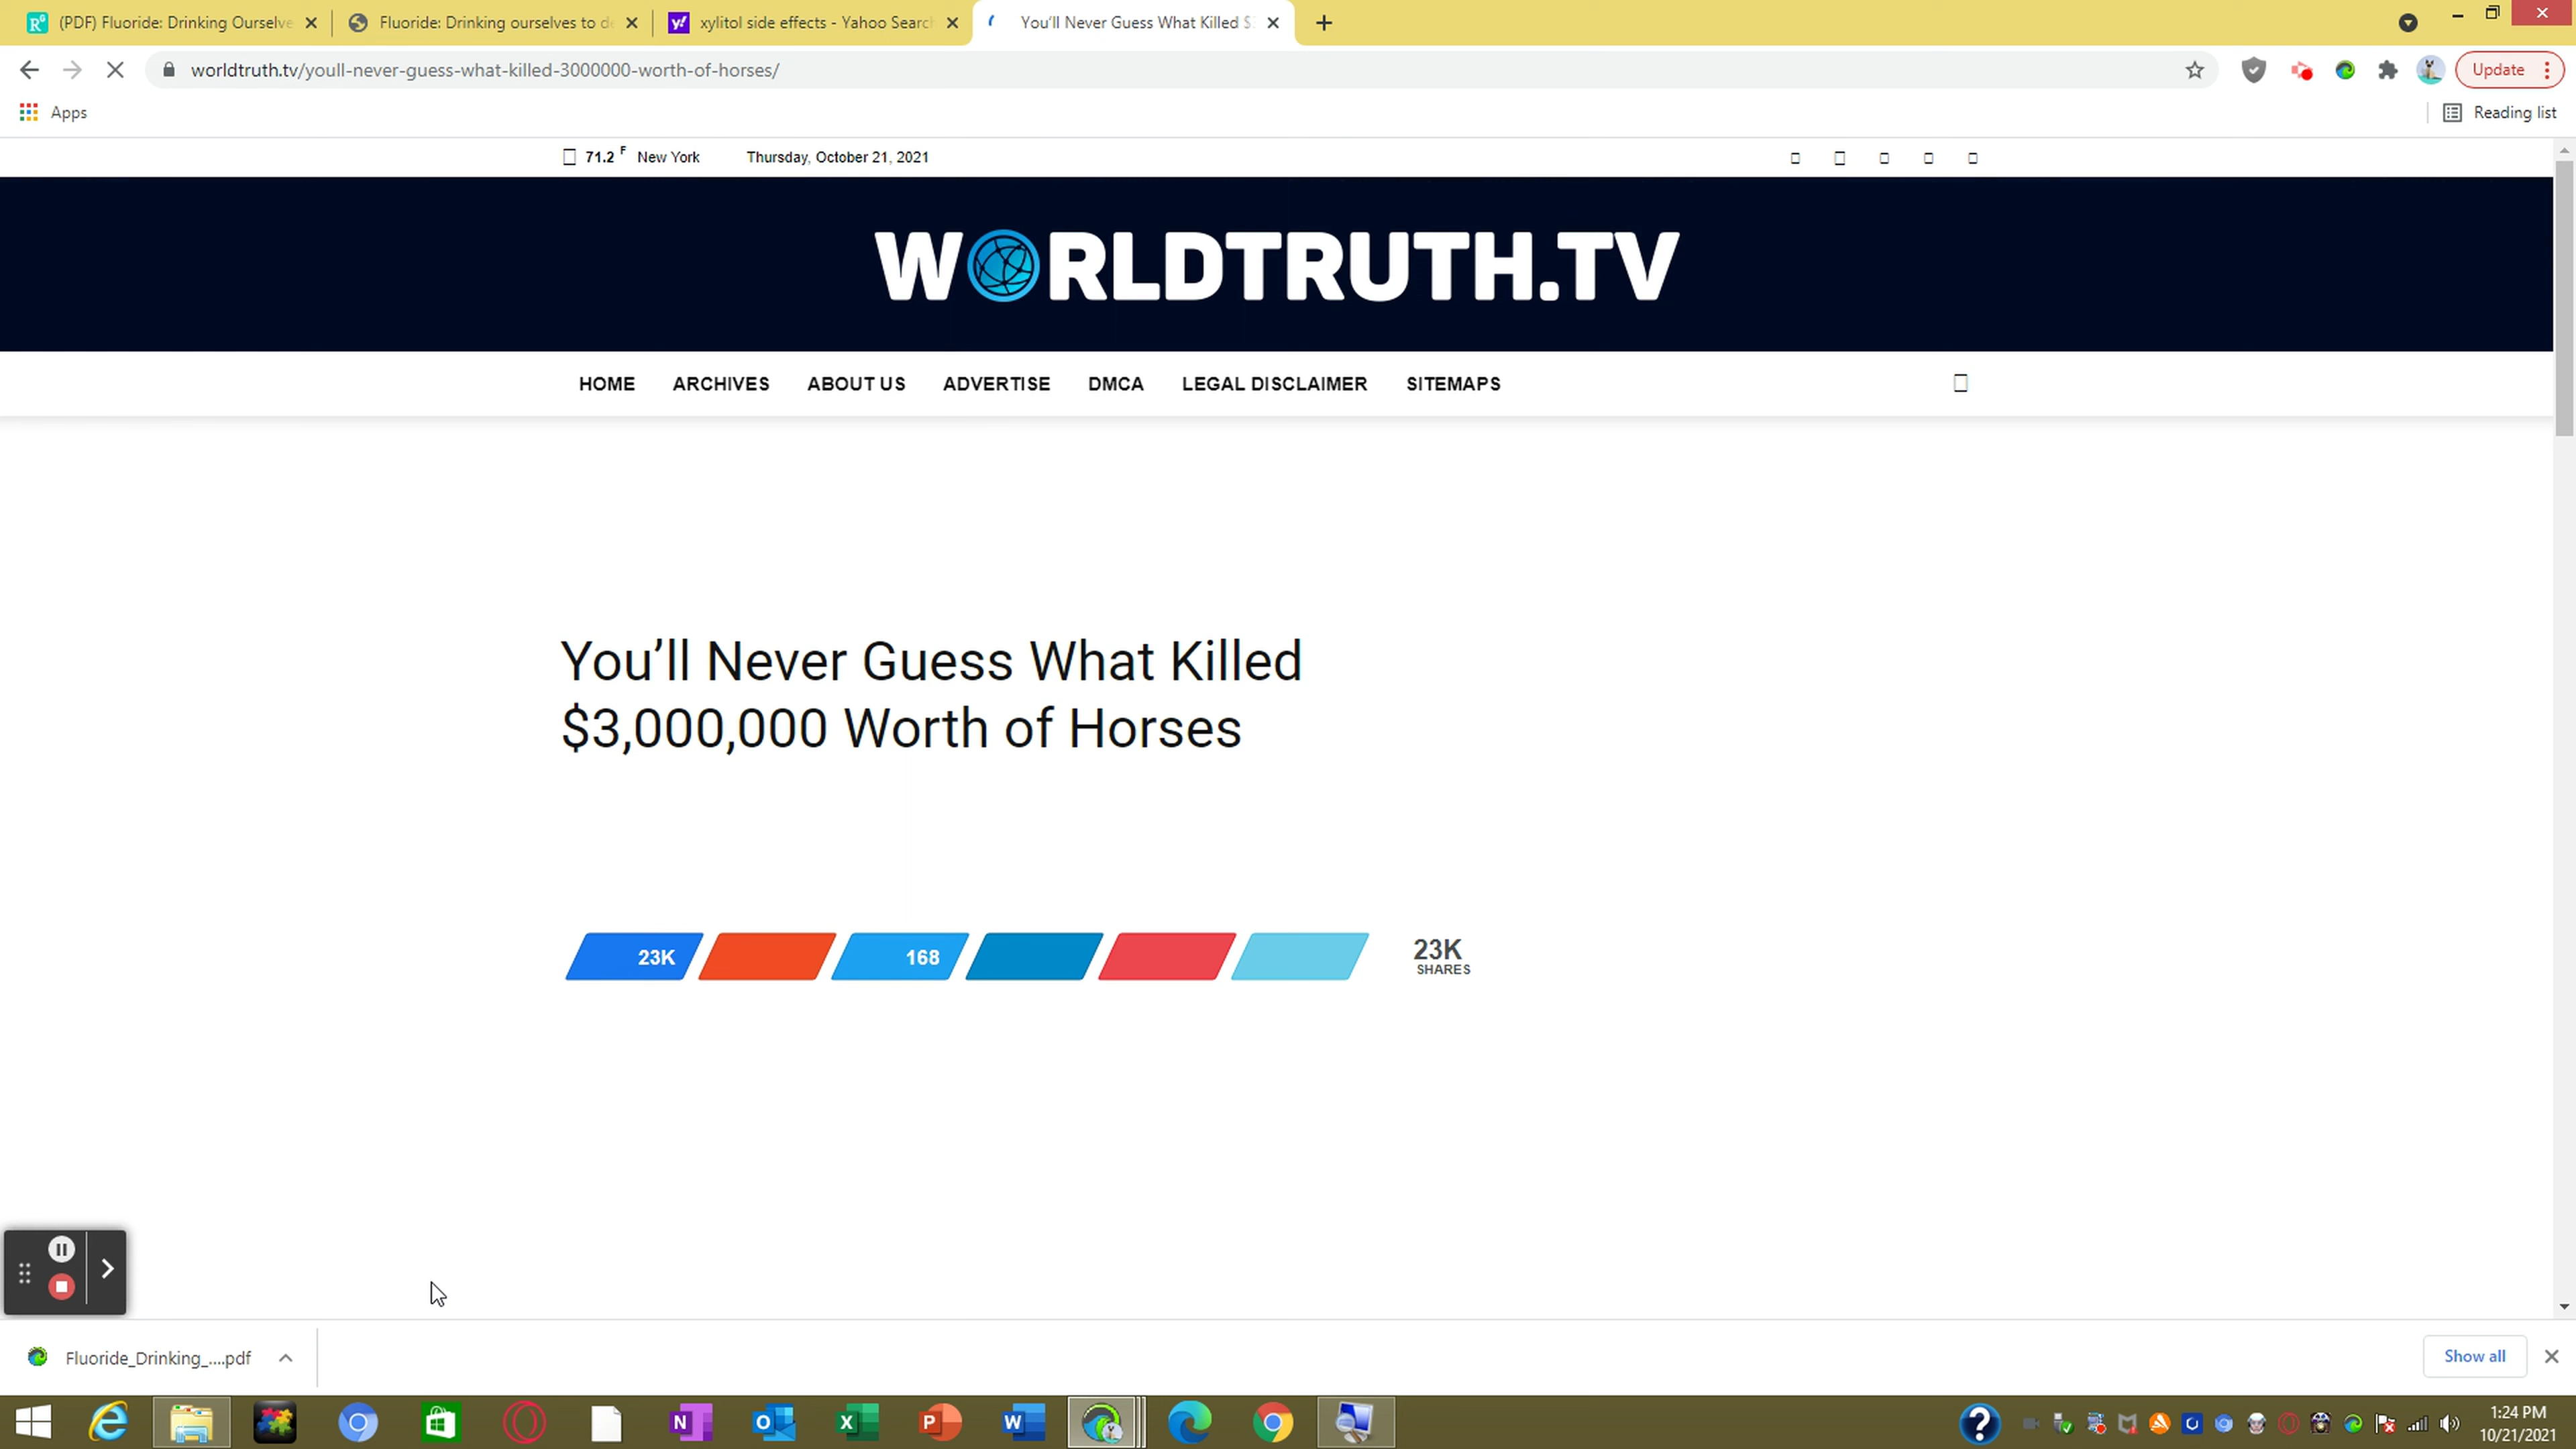 (PDF) Fluoride: Drinking Ourselve
Fluoride: Drinking ourselves to de
xylitol side effects - Yahoo Search
You'll Never Guess What Killed $
worldtruth.tv/youll-never-guess-what-killed-3000000-worth-of-horses/
Update
Apps
Reading list
71.2 F New York Thursday, October 21, 2021
WORLDTRUTH.TV
HOME ARCHIVES ABOUT US ADVERTISE DMCA LEGAL DISCLAIMER SITEMAPS
You’ll Never Guess What Killed
$3,000,000 Worth of Horses
23K 168 23K
SHARES
Fluoride_Drinking_....pdf
Show all
1:24 PM
10/21/2021